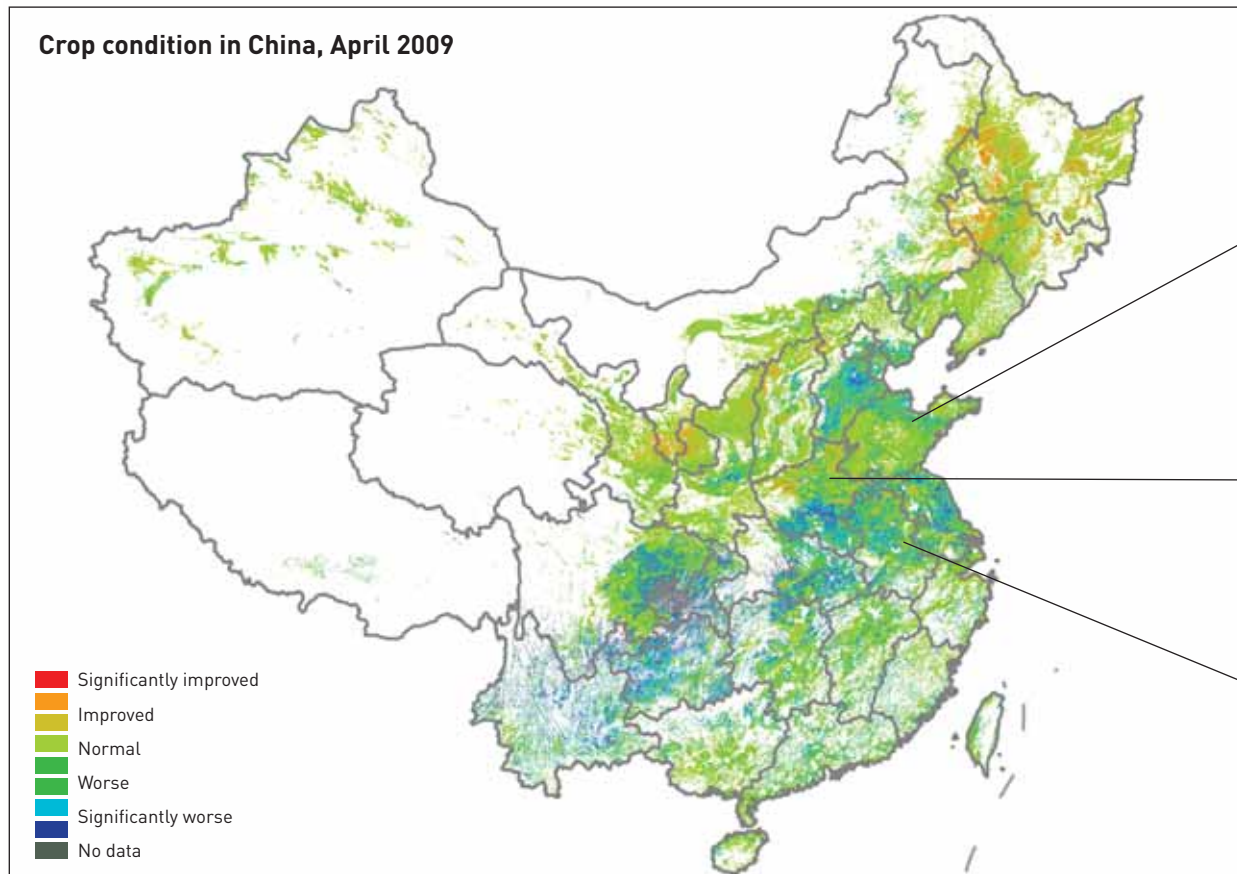 Crop condition in China, April 2009
Significantly improved
Improved
Normal
Worse
Significantly worse
No data